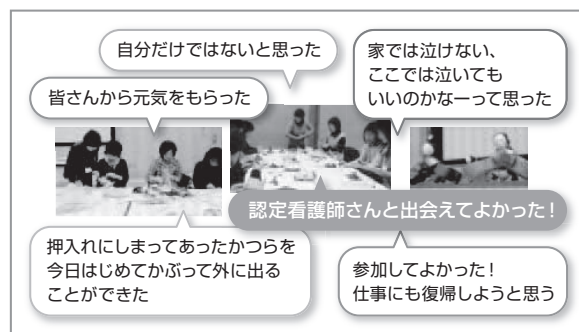 自分だけではないと思った
家では泣けない、
ここでは泣いても
いいのかなーって思った
皆さんから元気をもらった
認定看護師さんと出会えてよかった！
押入れにしまってあったかつらを
今日はじめてかぶって外に出る
ことができた
参加してよかった！
仕事にも復帰しようと思う